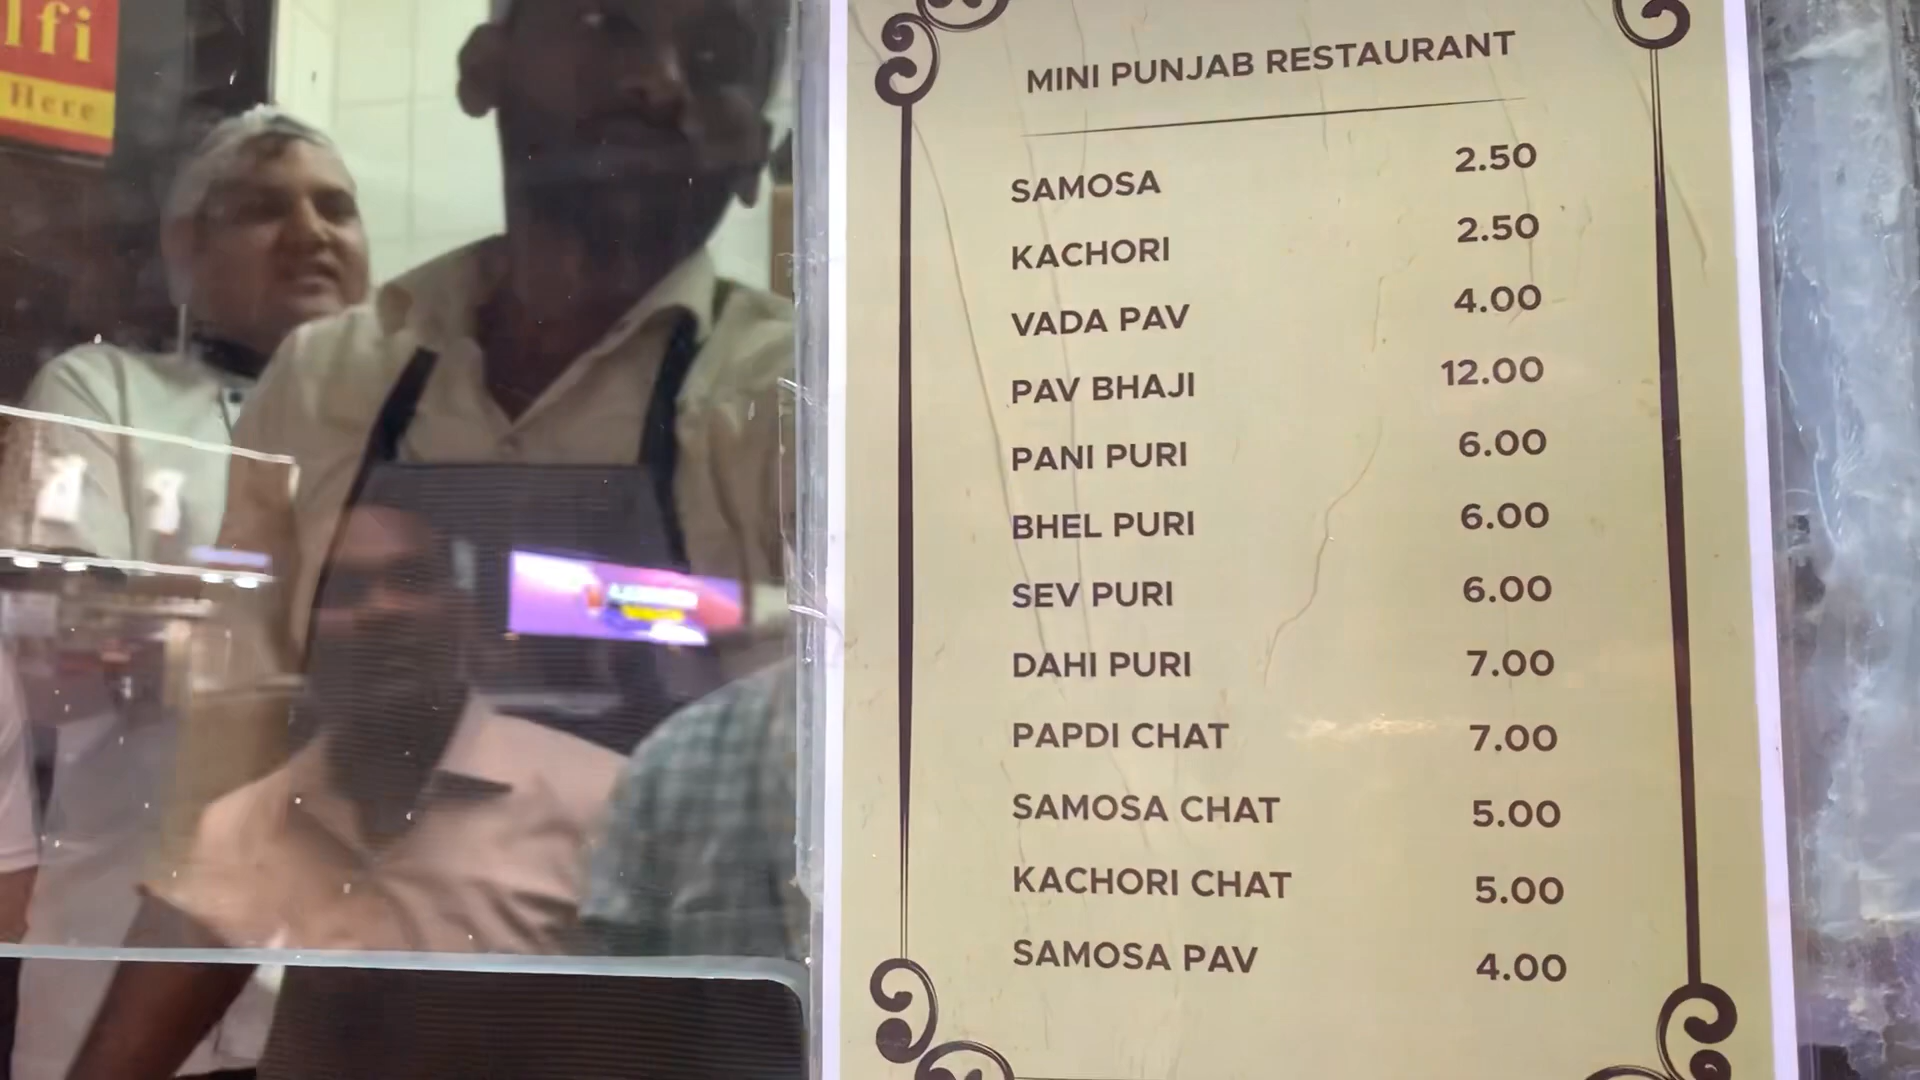 lfi
Here
MINI PUNJAB RESTAURANT
SAMOSA 2.50
KACHORI 2.50
VADA PAV 4.00
PAV BHAJI 12.00
PANI PURI 6.00
BHEL PURI 6.00
SEV PURI 6.00
DAHI PURI 7.00
PAPDI CHAT 7.00
SAMOSA CHAT 5.00
KACHORI CHAT 5.00
SAMOSA PAV 4.00